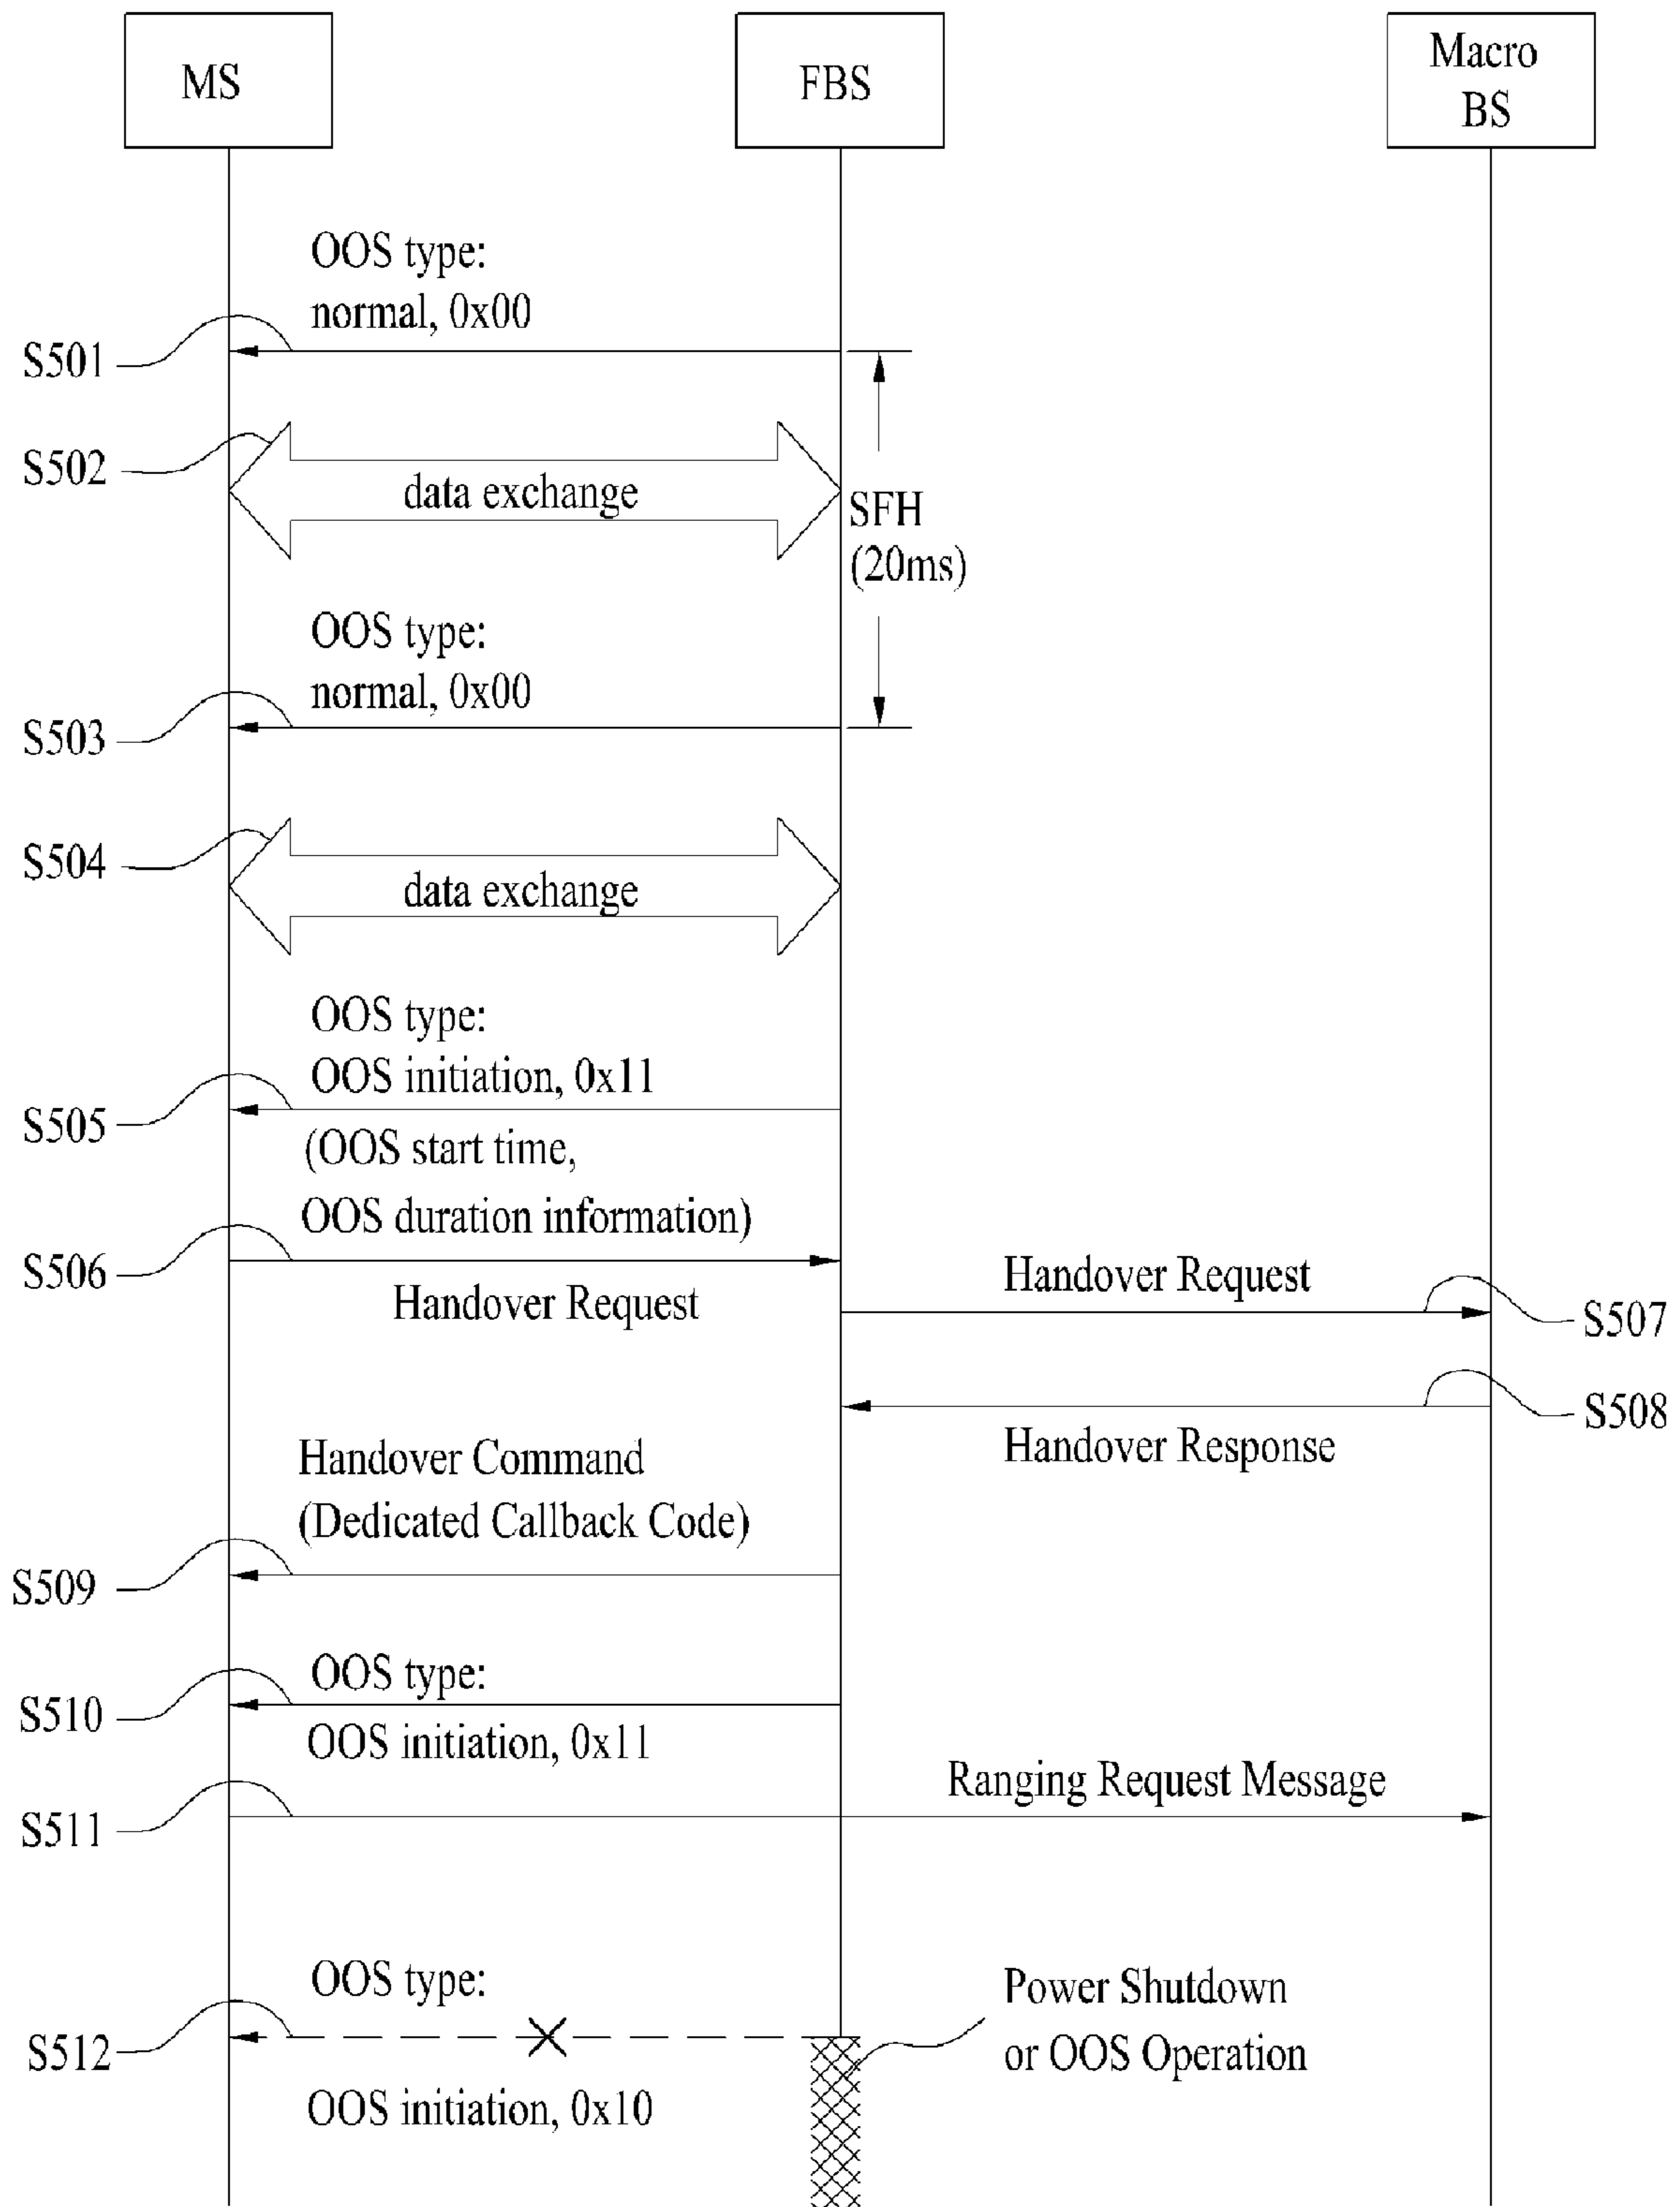 MS
FBS
Macro
BS
OOS type:
normal, 0x00
S501
S502
data exchange
SFH
(20ms)
OOS type:
normal, 0x00
S503
S504
data exchange
OOS type:
OOS initiation, 0x11
S505
(OOS start time,
OOS duration information)
S506
Handover Request
Handover Request
S507
S508
Handover Response
Handover Command
(Dedicated Callback Code)
S509
OOS type:
S510
OOS initiation, 0x11
Ranging Request Message
S511
OOS type:
Power Shutdown
or OOS Operation
S512
OOS initiation, 0x10